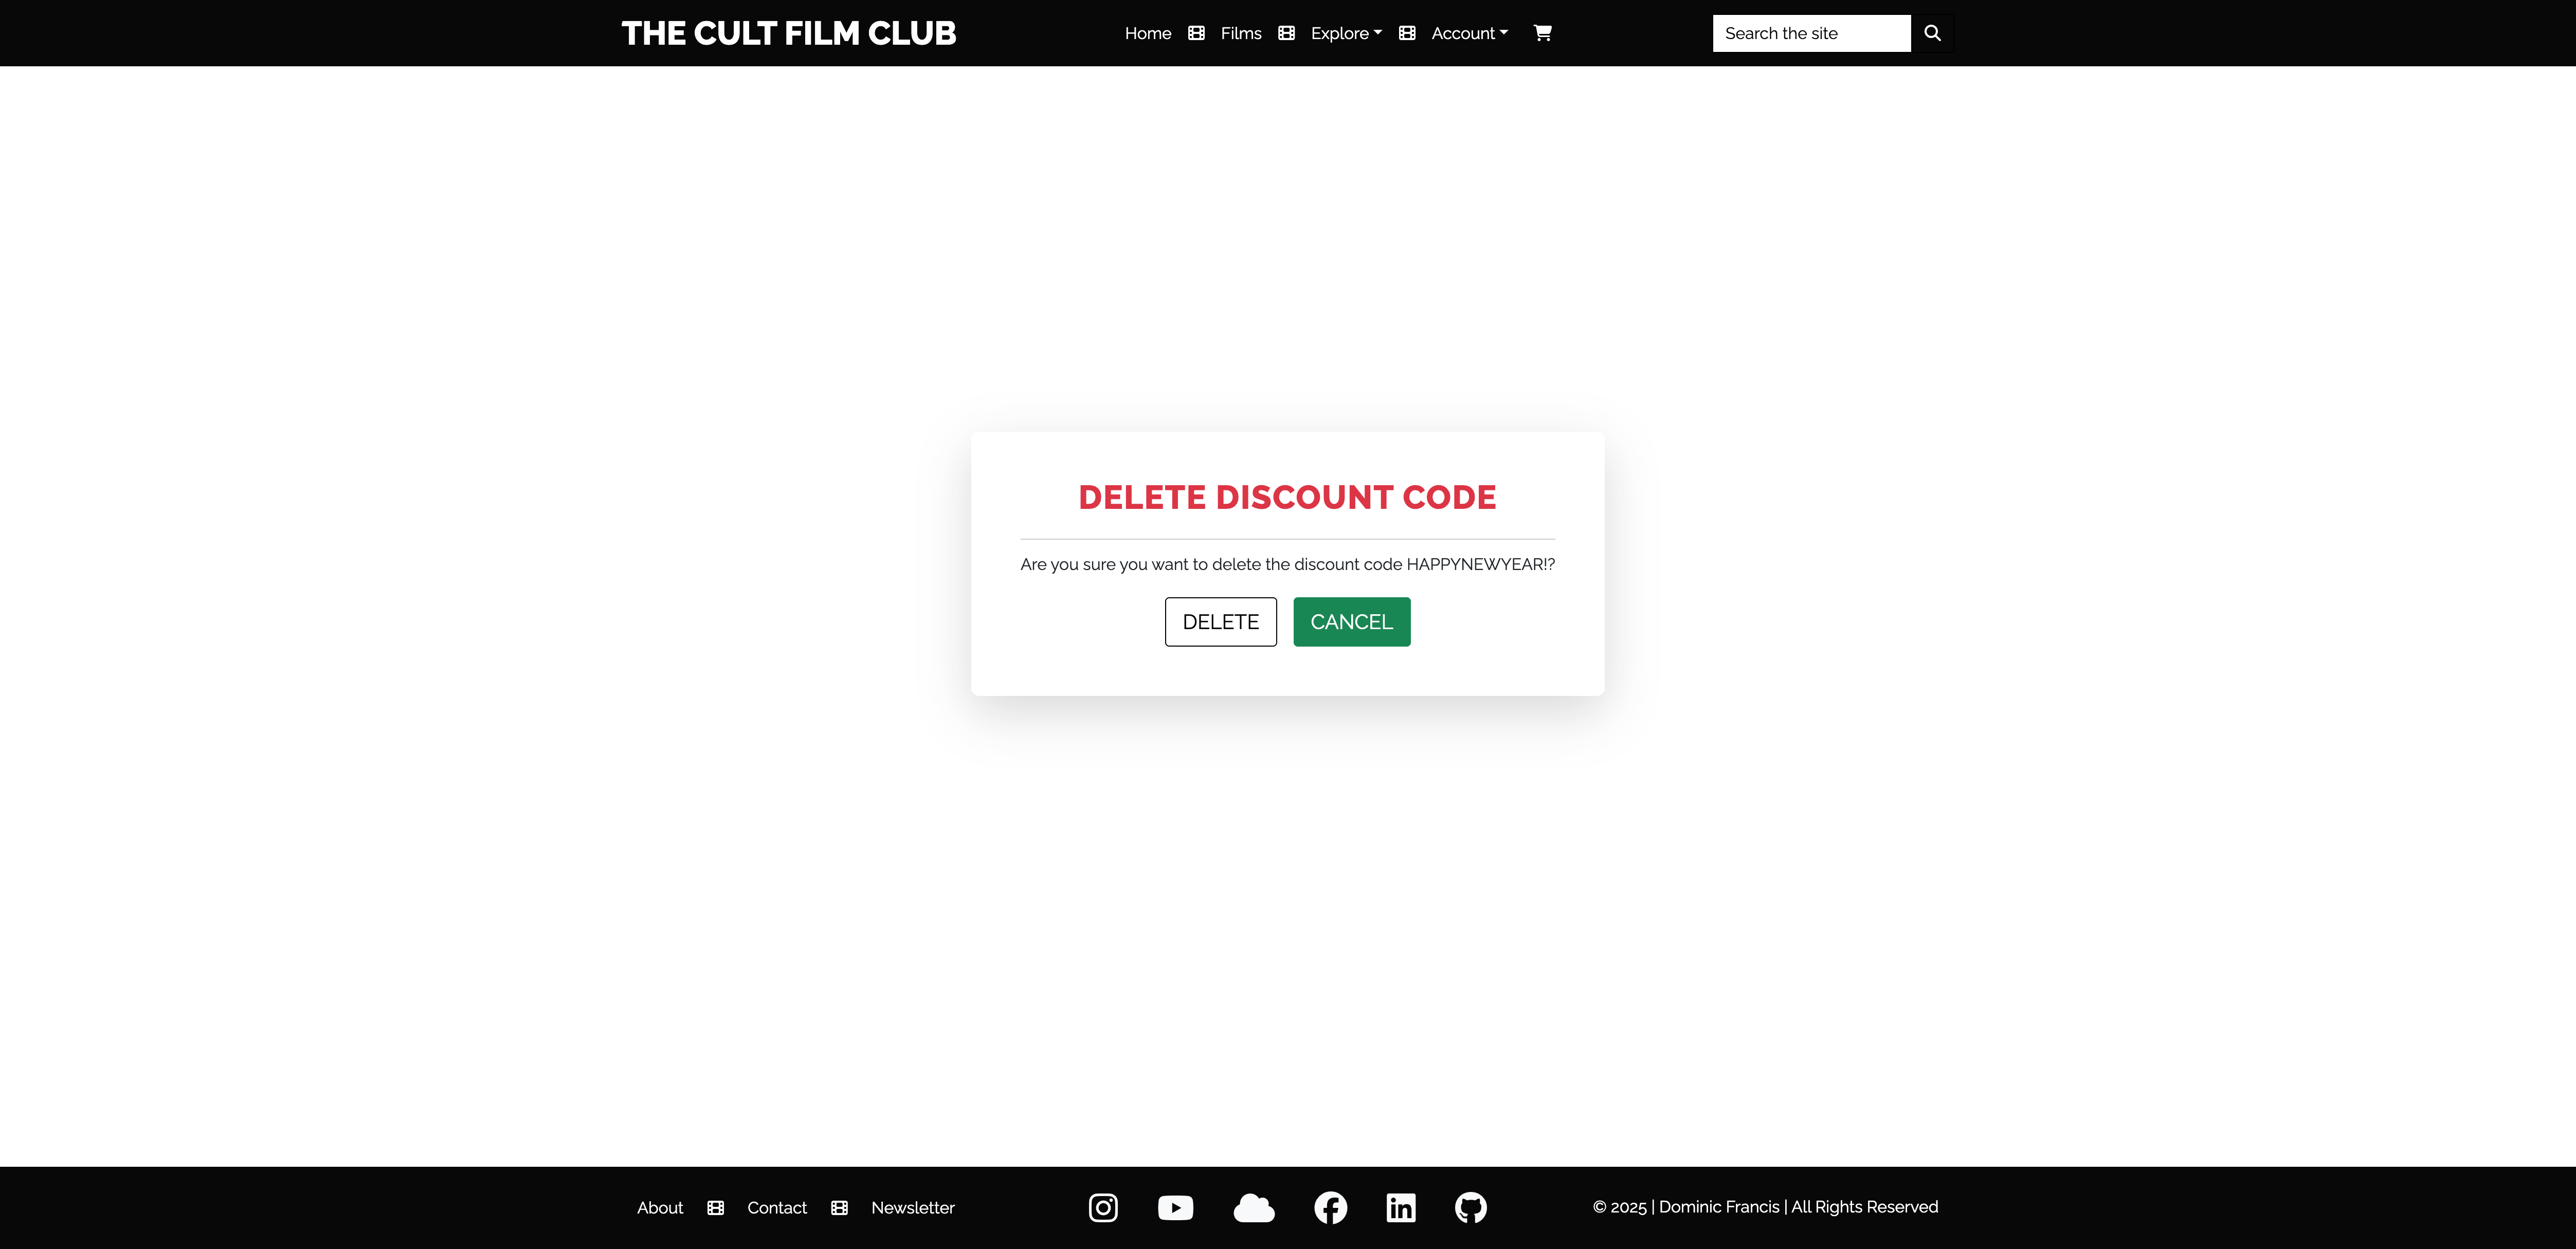 THE CULT FILM CLUB
Home Films Explore Account
Search the site
DELETE DISCOUNT CODE
Are you sure you want to delete the discount code HAPPYNEWYEAR!?
DELETE CANCEL
About Contact Newsletter
© 2025 | Dominic Francis | All Rights Reserved